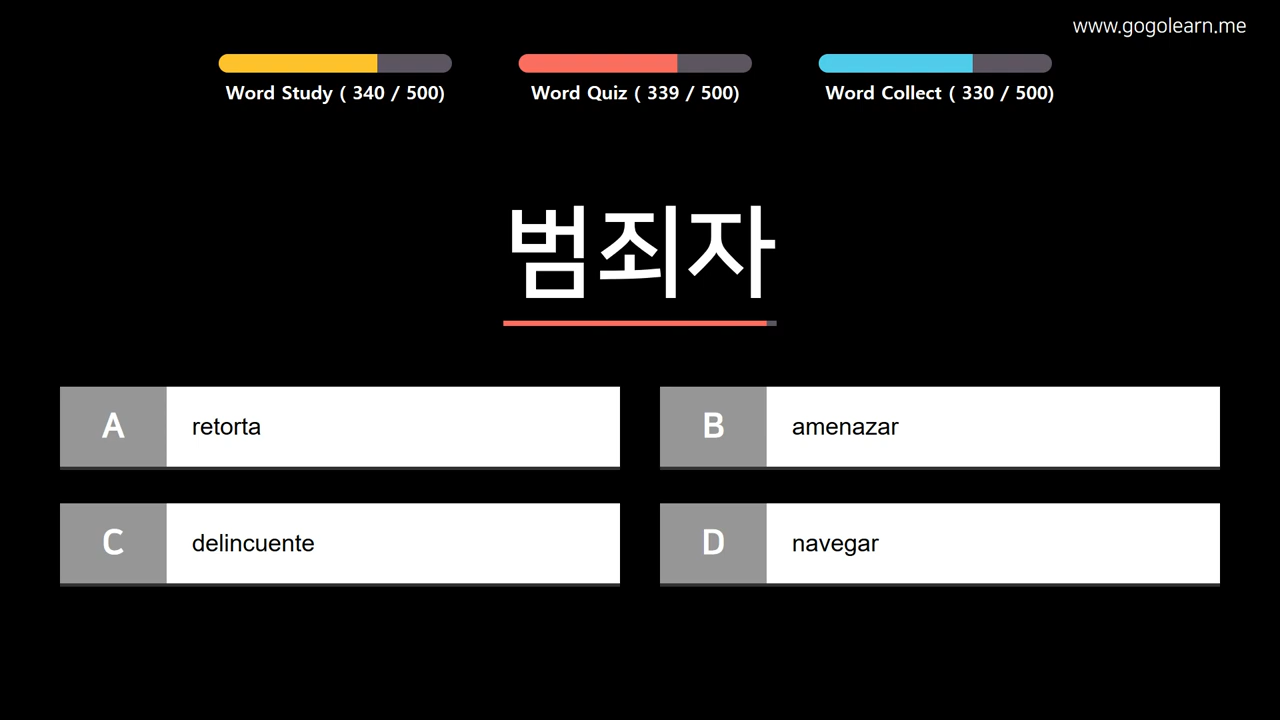 www.gogolearn.me
Word Study ( 340 / 500)
Word Quiz ( 339 / 500)
Word Collect ( 330 / 500)
범죄자
A retorta
B amenazar
C delincuente
D navegar